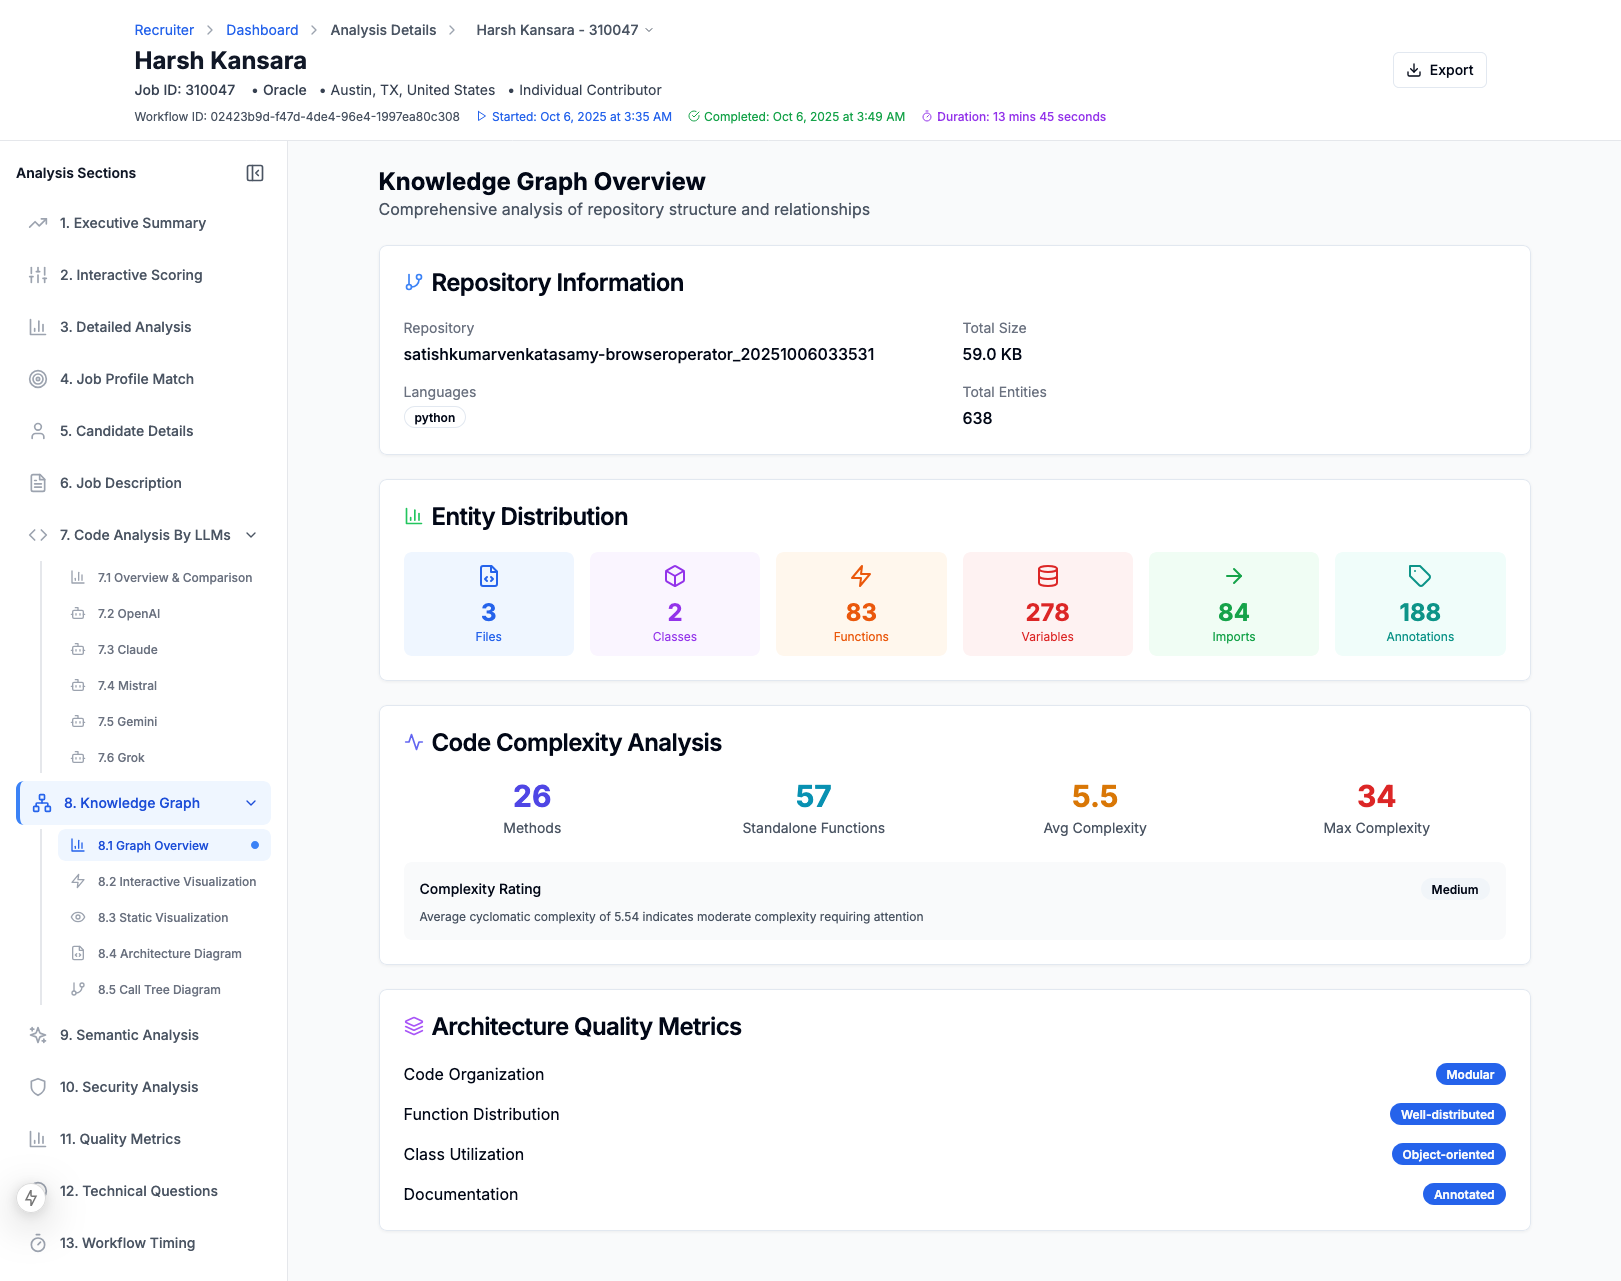 Recruiter > Dashboard > Analysis Details > Harsh Kansara - 310047
Harsh Kansara
Job ID: 310047 • Oracle • Austin, TX, United States • Individual Contributor
Workflow ID: 02423b9d-f47d-4de4-96e4-1997ea80c308 Started: Oct 6, 2025 at 3:35 AM Completed: Oct 6, 2025 at 3:49 AM Duration: 13 mins 45 seconds
Export
Analysis Sections
1. Executive Summary
2. Interactive Scoring
3. Detailed Analysis
4. Job Profile Match
5. Candidate Details
6. Job Description
7. Code Analysis By LLMs
7.1 Overview & Comparison
7.2 OpenAI
7.3 Claude
7.4 Mistral
7.5 Gemini
7.6 Grok
8. Knowledge Graph
8.1 Graph Overview
8.2 Interactive Visualization
8.3 Static Visualization
8.4 Architecture Diagram
8.5 Call Tree Diagram
9. Semantic Analysis
10. Security Analysis
11. Quality Metrics
12. Technical Questions
13. Workflow Timing
Knowledge Graph Overview
Comprehensive analysis of repository structure and relationships
Repository Information
Repository
satishkumarvenkatasamy-browseroperator_20251006033531
Total Size
59.0 KB
Languages
python
Total Entities
638
Entity Distribution
3
Files
2
Classes
83
Functions
278
Variables
84
Imports
188
Annotations
Code Complexity Analysis
26
Methods
57
Standalone Functions
5.5
Avg Complexity
34
Max Complexity
Complexity Rating
Medium
Average cyclomatic complexity of 5.54 indicates moderate complexity requiring attention
Architecture Quality Metrics
Code Organization
Modular
Function Distribution
Well-distributed
Class Utilization
Object-oriented
Documentation
Annotated